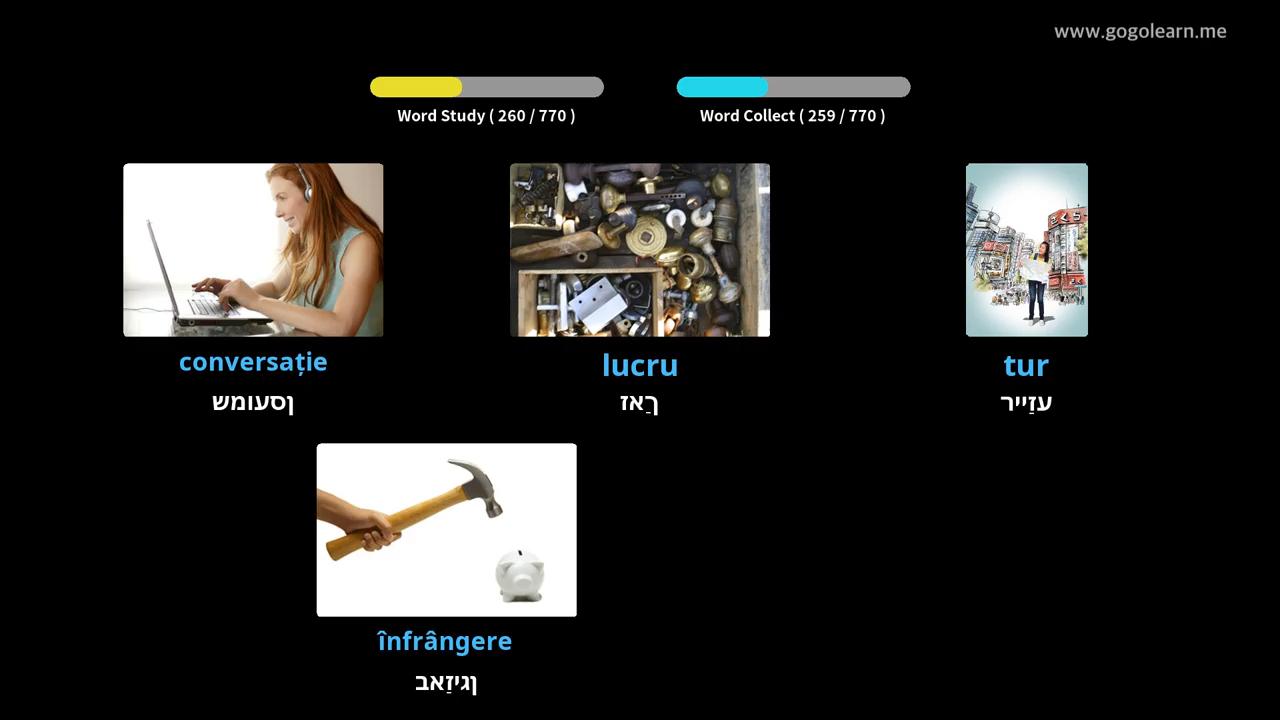 www.gogolearn.me
Word Study ( 260 / 770 )
Word Collect ( 259 / 770 )
conversație
ןסעומש
lucru
ךַאז
tur
עזַייר
înfrângere
ןגיזַאב